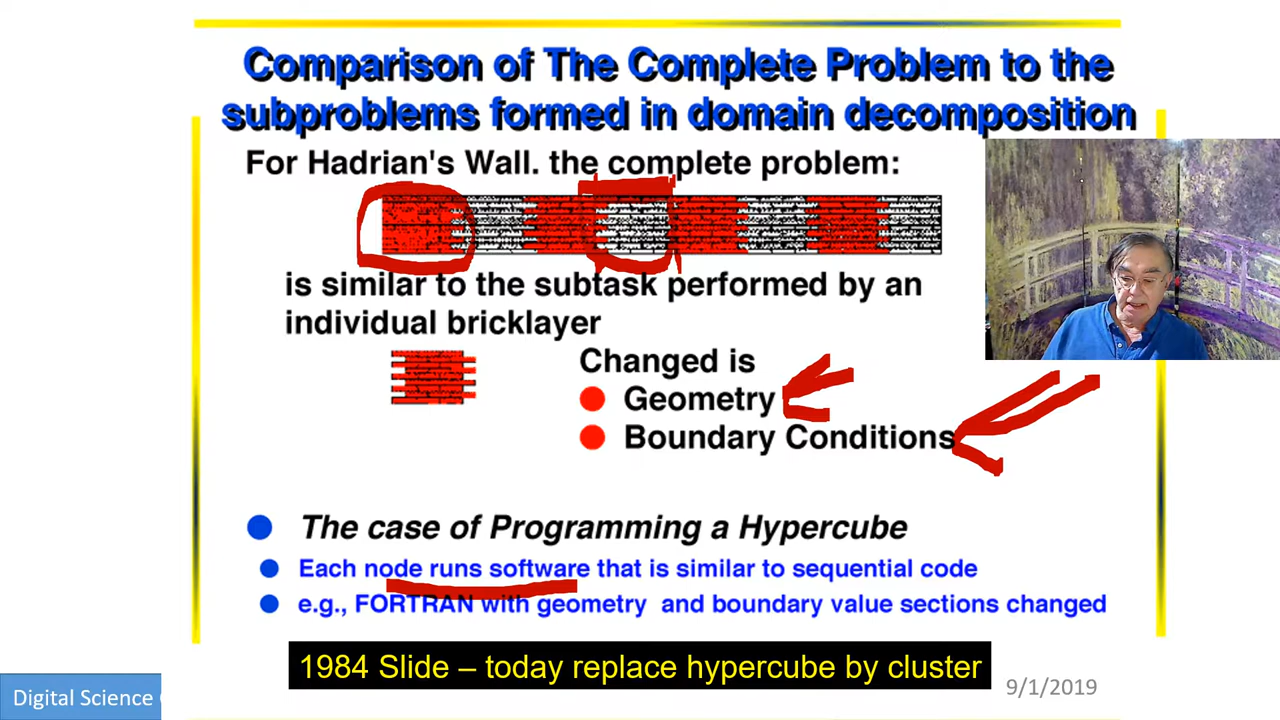 Comparison of The Complete Problem to the
subproblems formed in domain decomposition
For Hadrian's Wall. the complete problem:
is similar to the subtask performed by an
individual bricklayer
Changed is
Geometry
Boundary Conditions
The case of Programming a Hypercube
Each node runs software that is similar to sequential code
e.g., FORTRAN with geometry and boundary value sections changed
1984 Slide – today replace hypercube by cluster
Digital Science
9/1/2019